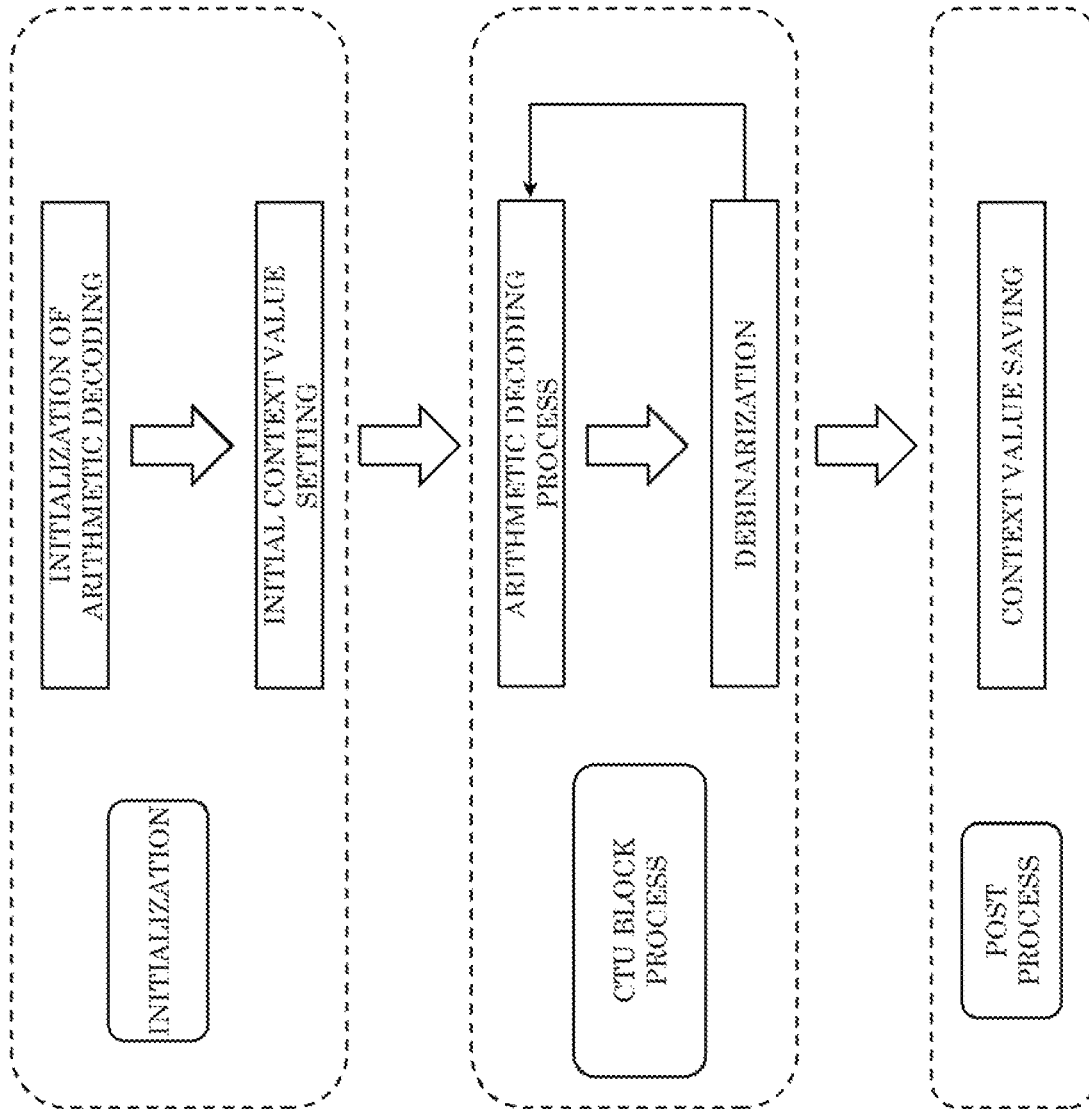 INITIALIZATION
INITIALIZATION OF
ARITHMETIC DECODING
INITIAL CONTEXT VALUE
SETTING
CTU BLOCK
PROCESS
ARITHMETIC DECODING
PROCESS
DEBINARIZATION
POST
PROCESS
CONTEXT VALUE SAVING